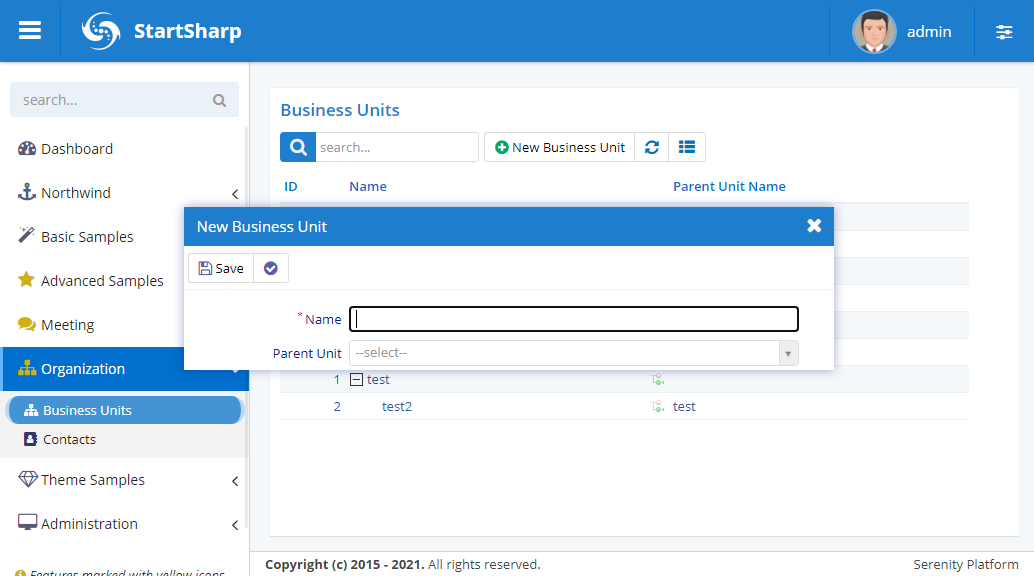 StartSharp
admin
search...
Dashboard
Northwind
Basic Samples
Advanced Samples
Meeting
Organization
Business Units
Contacts
Theme Samples
Administration
Features marked with yellow icons
Business Units
search...
New Business Unit
ID Name Parent Unit Name
New Business Unit
Save
*Name
Parent Unit --select--
1 test
2 test2 test
Copyright (c) 2015 - 2021. All rights reserved.
Serenity Platform